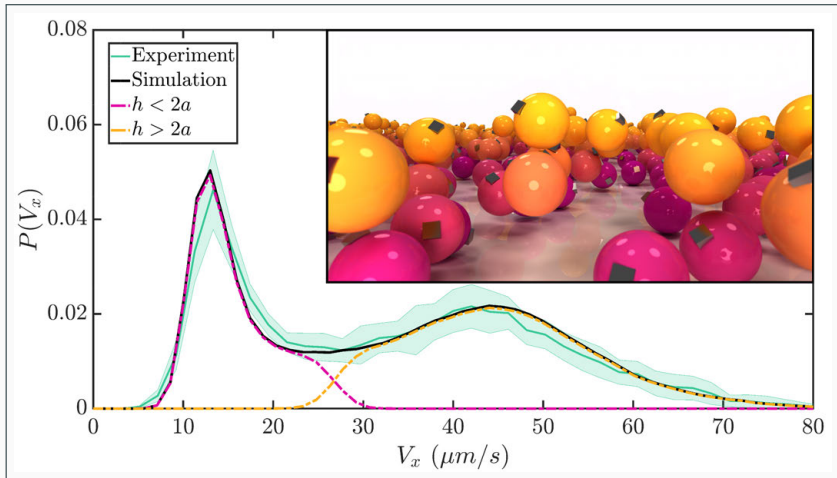 0.08
0.06
0.04
0.02
0
P(Vₓ)
Experiment
Simulation
h < 2a
h > 2a
0 10 20 30 40 50 60 70 80
Vₓ (μm/s)